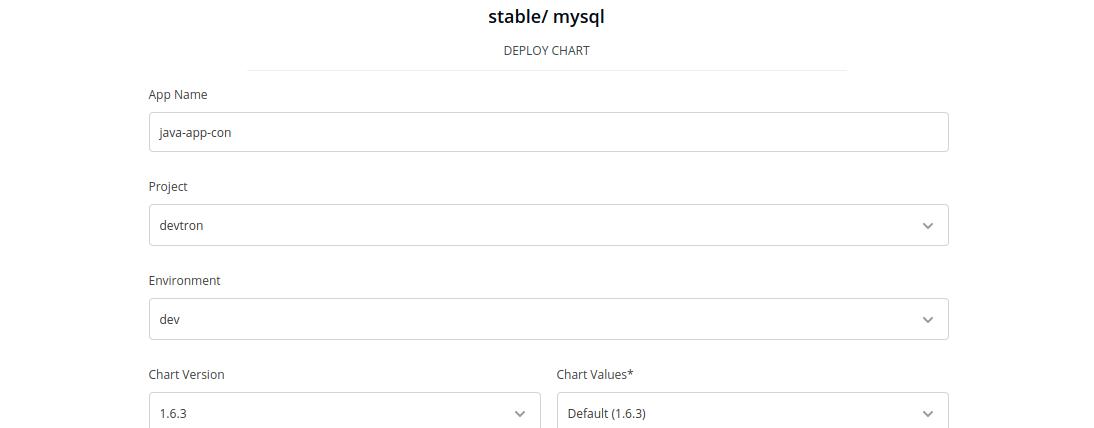 stable/ mysql
DEPLOY CHART
App Name
java-app-con
Project
devtron
Environment
dev
Chart Version
Chart Values*
1.6.3
Default (1.6.3)